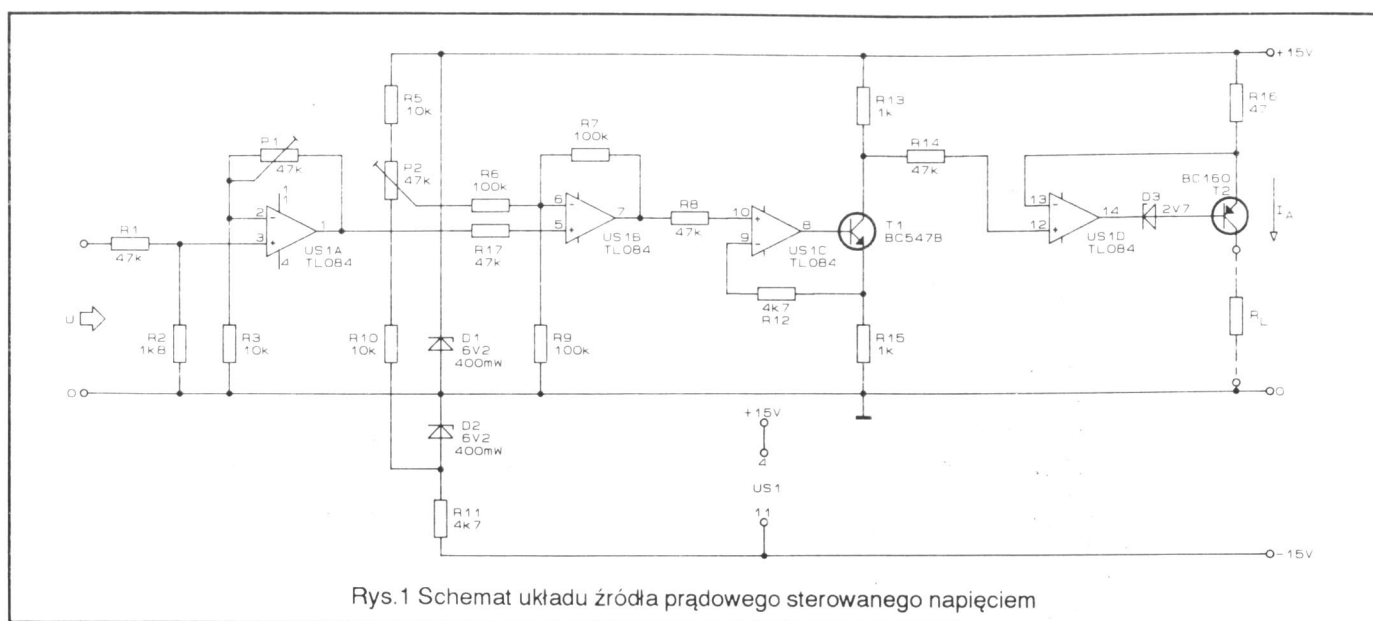 +15V
R5
10k
R13
1k
R16
47
P1
47k
R7
100k
P2
47k
R6
100k
R14
47k
BC160
T2
D3
2V7
I A
R1
47k
2
3
1
11
4
1
US1A
TL084
R17
47k
6
5
7
US1B
TL084
R8
47k
10
9
8
US1C
TL084
T1
BC547B
13
12
14
US1D
TL084
4k7
R12
U
R2
1k8
R3
10k
R10
10k
D1
6V2
400mW
R9
100k
R15
1k
RL
0
0
D2
6V2
400mW
+15V
4
US1
11
R11
4k7
-15V
Rys.1 Schemat układu źródła prądowego sterowanego napięciem